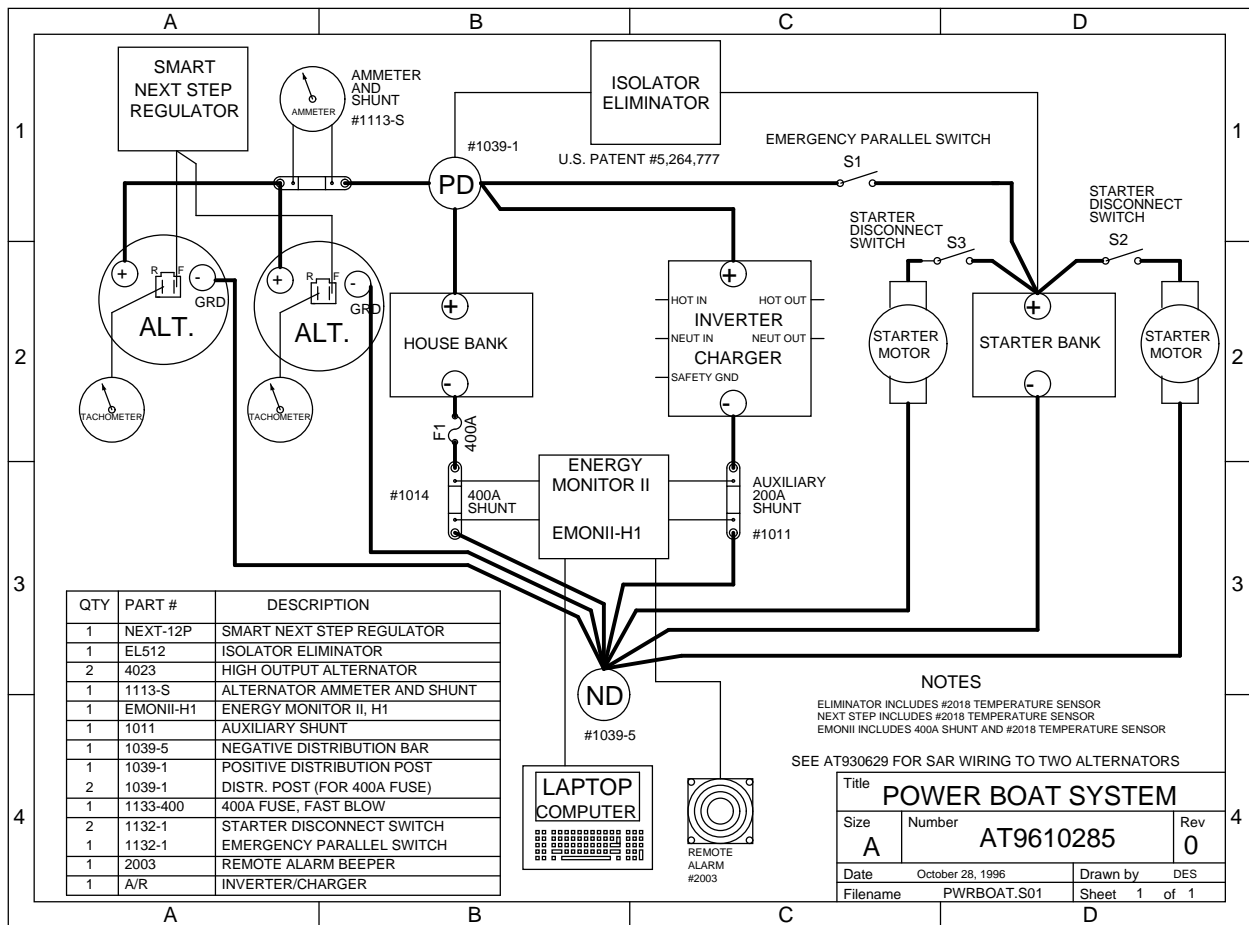 A B C D
1 1
2 2
3 3
4 4
A B C D
SMART
NEXT STEP
REGULATOR
AMMETER
AMMETER
AND
SHUNT
#1113-S
ISOLATOR
ELIMINATOR
U.S. PATENT #5,264,777
#1039-1
PD
EMERGENCY PARALLEL SWITCH
S1
STARTER
DISCONNECT
SWITCH
S3
STARTER
DISCONNECT
SWITCH
S2
+
R F
-
GRD
ALT.
TACHOMETER
+
R F
-
GRD
ALT.
TACHOMETER
+
HOUSE BANK
-
F1
400A
+
HOT IN HOT OUT
INVERTER
NEUT IN NEUT OUT
CHARGER
SAFETY GND
-
STARTER
MOTOR
+
STARTER BANK
-
STARTER
MOTOR
#1014
400A
SHUNT
ENERGY
MONITOR II
EMONII-H1
AUXILIARY
200A
SHUNT
#1011
ND
#1039-5
QTY PART # DESCRIPTION
1 NEXT-12P SMART NEXT STEP REGULATOR
1 EL512 ISOLATOR ELIMINATOR
2 4023 HIGH OUTPUT ALTERNATOR
1 1113-S ALTERNATOR AMMETER AND SHUNT
1 EMONII-H1 ENERGY MONITOR II, H1
1 1011 AUXILIARY SHUNT
1 1039-5 NEGATIVE DISTRIBUTION BAR
1 1039-1 POSITIVE DISTRIBUTION POST
2 1039-1 DISTR. POST (FOR 400A FUSE)
1 1133-400 400A FUSE, FAST BLOW
2 1132-1 STARTER DISCONNECT SWITCH
1 1132-1 EMERGENCY PARALLEL SWITCH
1 2003 REMOTE ALARM BEEPER
1 A/R INVERTER/CHARGER
LAPTOP
COMPUTER
REMOTE
ALARM
#2003
NOTES
ELIMINATOR INCLUDES #2018 TEMPERATURE SENSOR
NEXT STEP INCLUDES #2018 TEMPERATURE SENSOR
EMONII INCLUDES 400A SHUNT AND #2018 TEMPERATURE SENSOR
SEE AT930629 FOR SAR WIRING TO TWO ALTERNATORS
Title
POWER BOAT SYSTEM
Size Number Rev
A AT9610285 0
Date October 28, 1996 Drawn by DES
Filename PWRBOAT.S01 Sheet 1 of 1